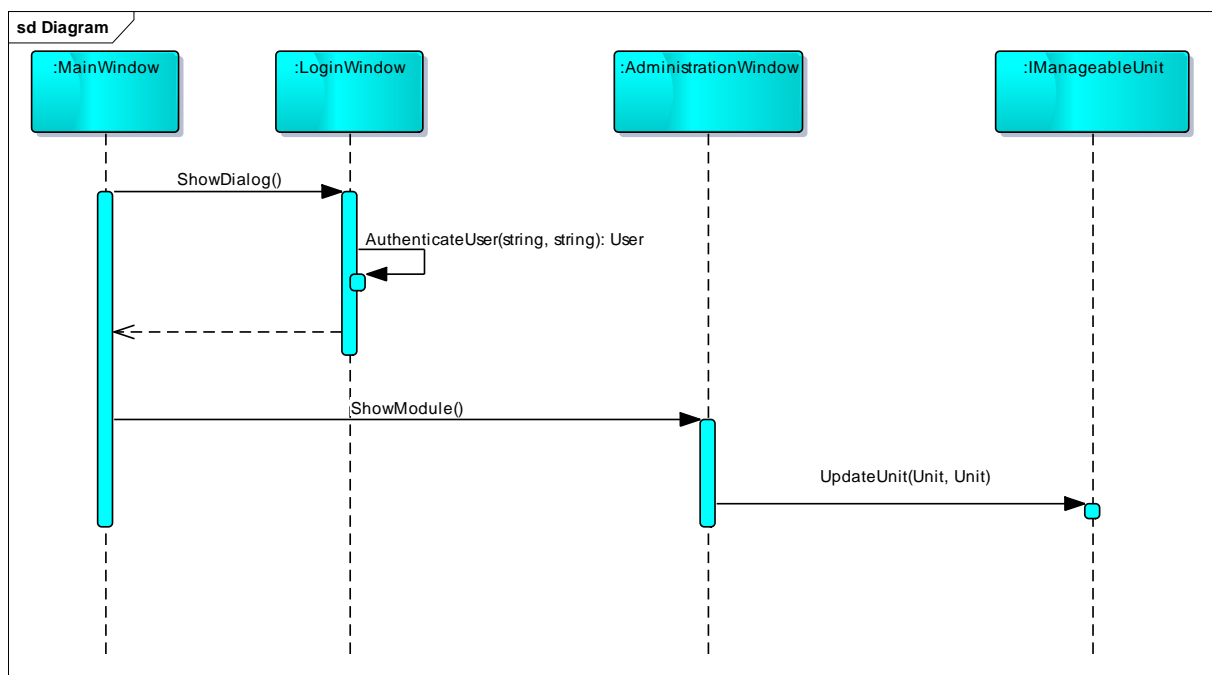 sd Diagram
:MainWindow
:LoginWindow
:AdministrationWindow
:IManageableUnit
ShowDialog()
AuthenticateUser(string, string): User
ShowModule()
UpdateUnit(Unit, Unit)